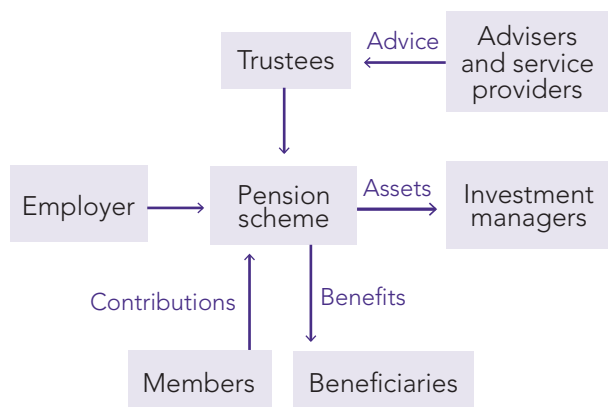 Trustees
Advice
Advisers
and service
providers
Employer
Pension
scheme
Assets
Investment
managers
Contributions
Benefits
Members
Beneficiaries